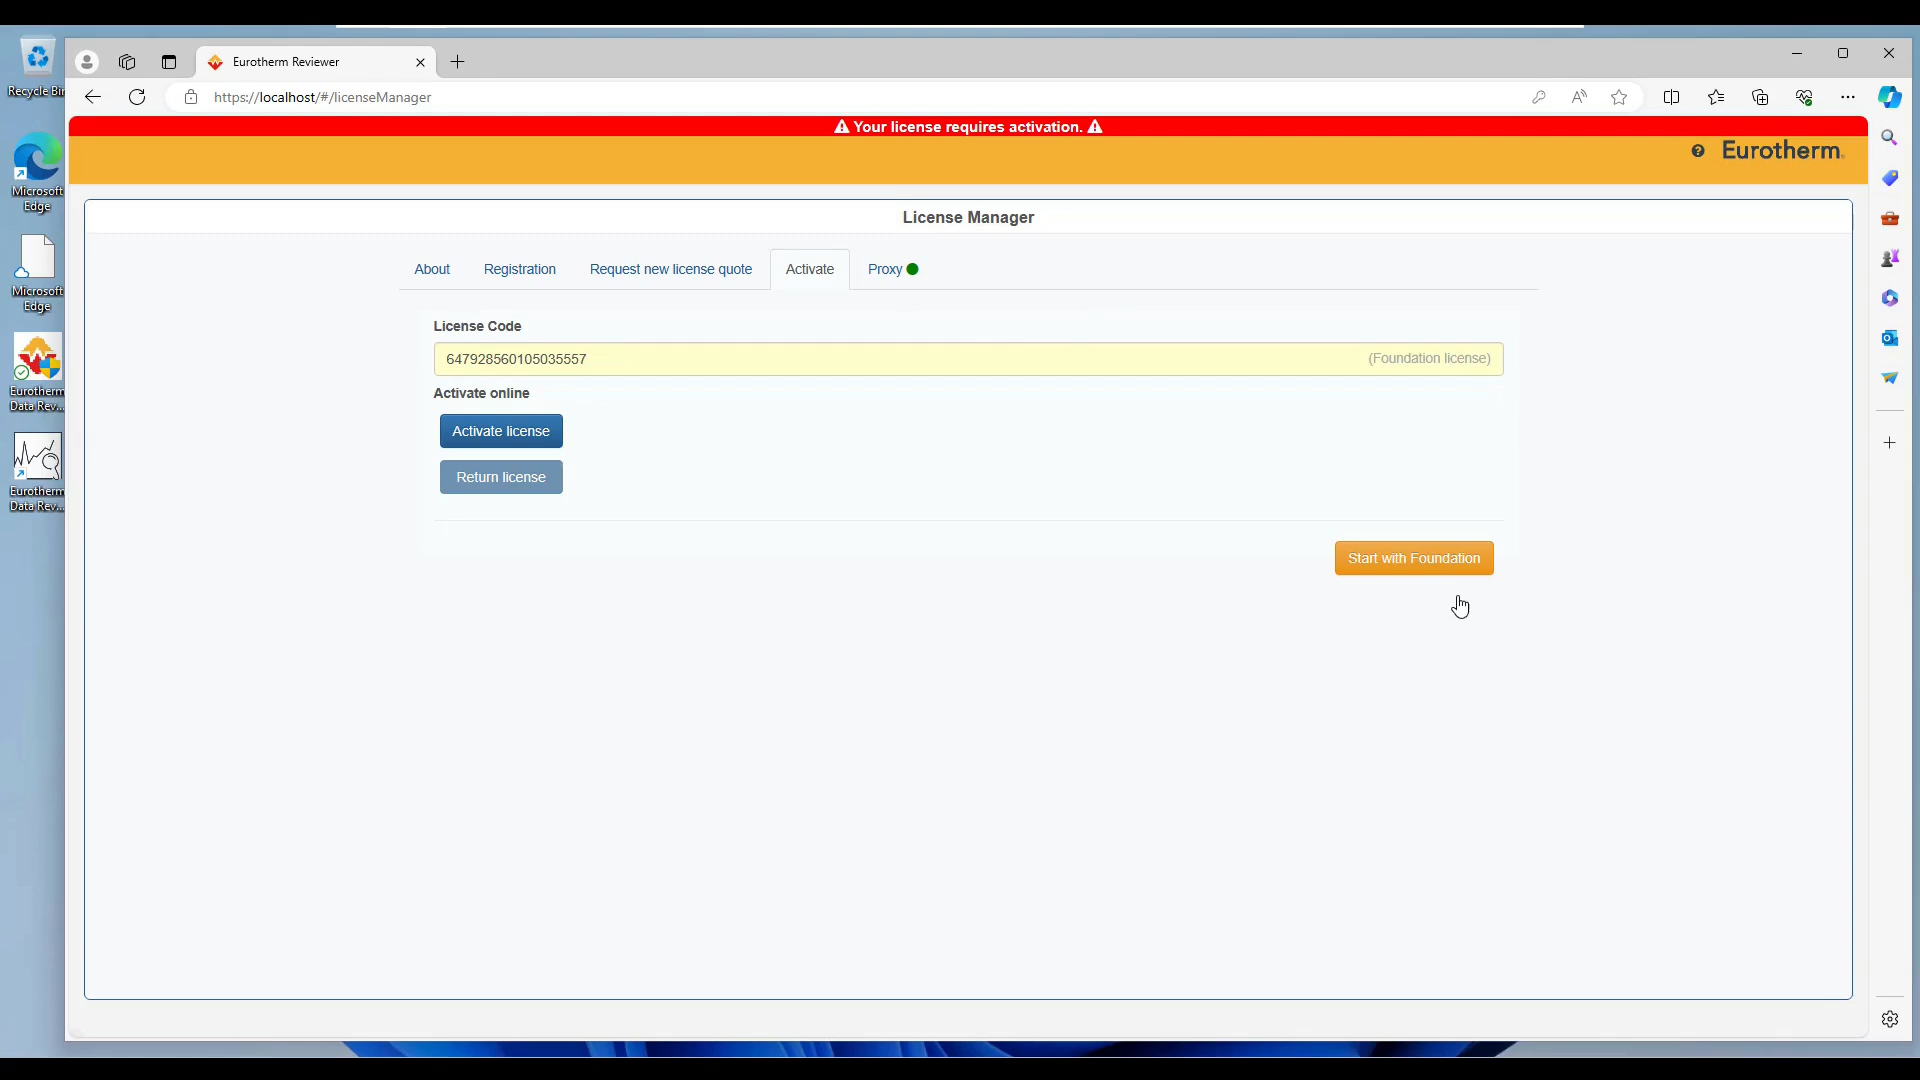 Recycle Bin
Microsoft
Edge
Microsoft
Edge
Eurotherm
Data Rev...
Eurotherm
Data Rev...
Eurotherm Reviewer
https://localhost/#/licenseManager
Your license requires activation.
Eurotherm
License Manager
About
Registration
Request new license quote
Activate
Proxy
License Code
647928560105035557
(Foundation license)
Activate online
Activate license
Return license
Start with Foundation